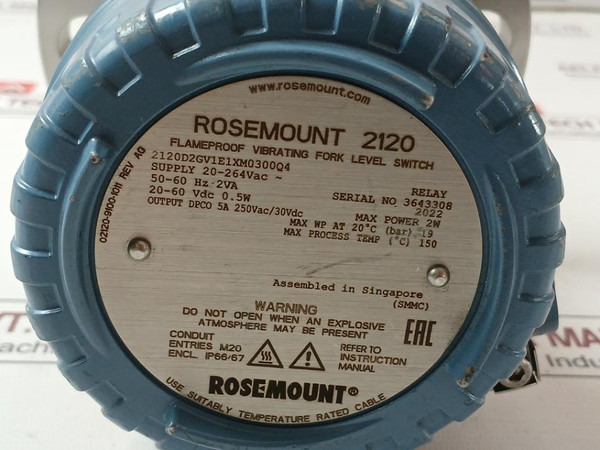 www.rosemount.com
ROSEMOUNT 2120
FLAMEPROOF VIBRATING FORK LEVEL SWITCH
2120D2GV1E1XM0300Q4
SUPPLY 20-264Vac ~
50-60 Hz 2VA
20-60 Vdc 0.5W
OUTPUT DPCO 5A 250Vac/30Vdc
RELAY
SERIAL NO 3643308
2022
MAX POWER 2W
MAX WP AT 20°C (bar) 19
MAX PROCESS TEMP (°C) 150
02120-9100-1011 REV AG
Assembled in Singapore
(SMMC)
WARNING
DO NOT OPEN WHEN AN EXPLOSIVE
ATMOSPHERE MAY BE PRESENT
CONDUIT
ENTRIES M20
ENCL. IP66/67
REFER TO
INSTRUCTION
MANUAL
EAC
ROSEMOUNT®
USE SUITABLY TEMPERATURE RATED CABLE